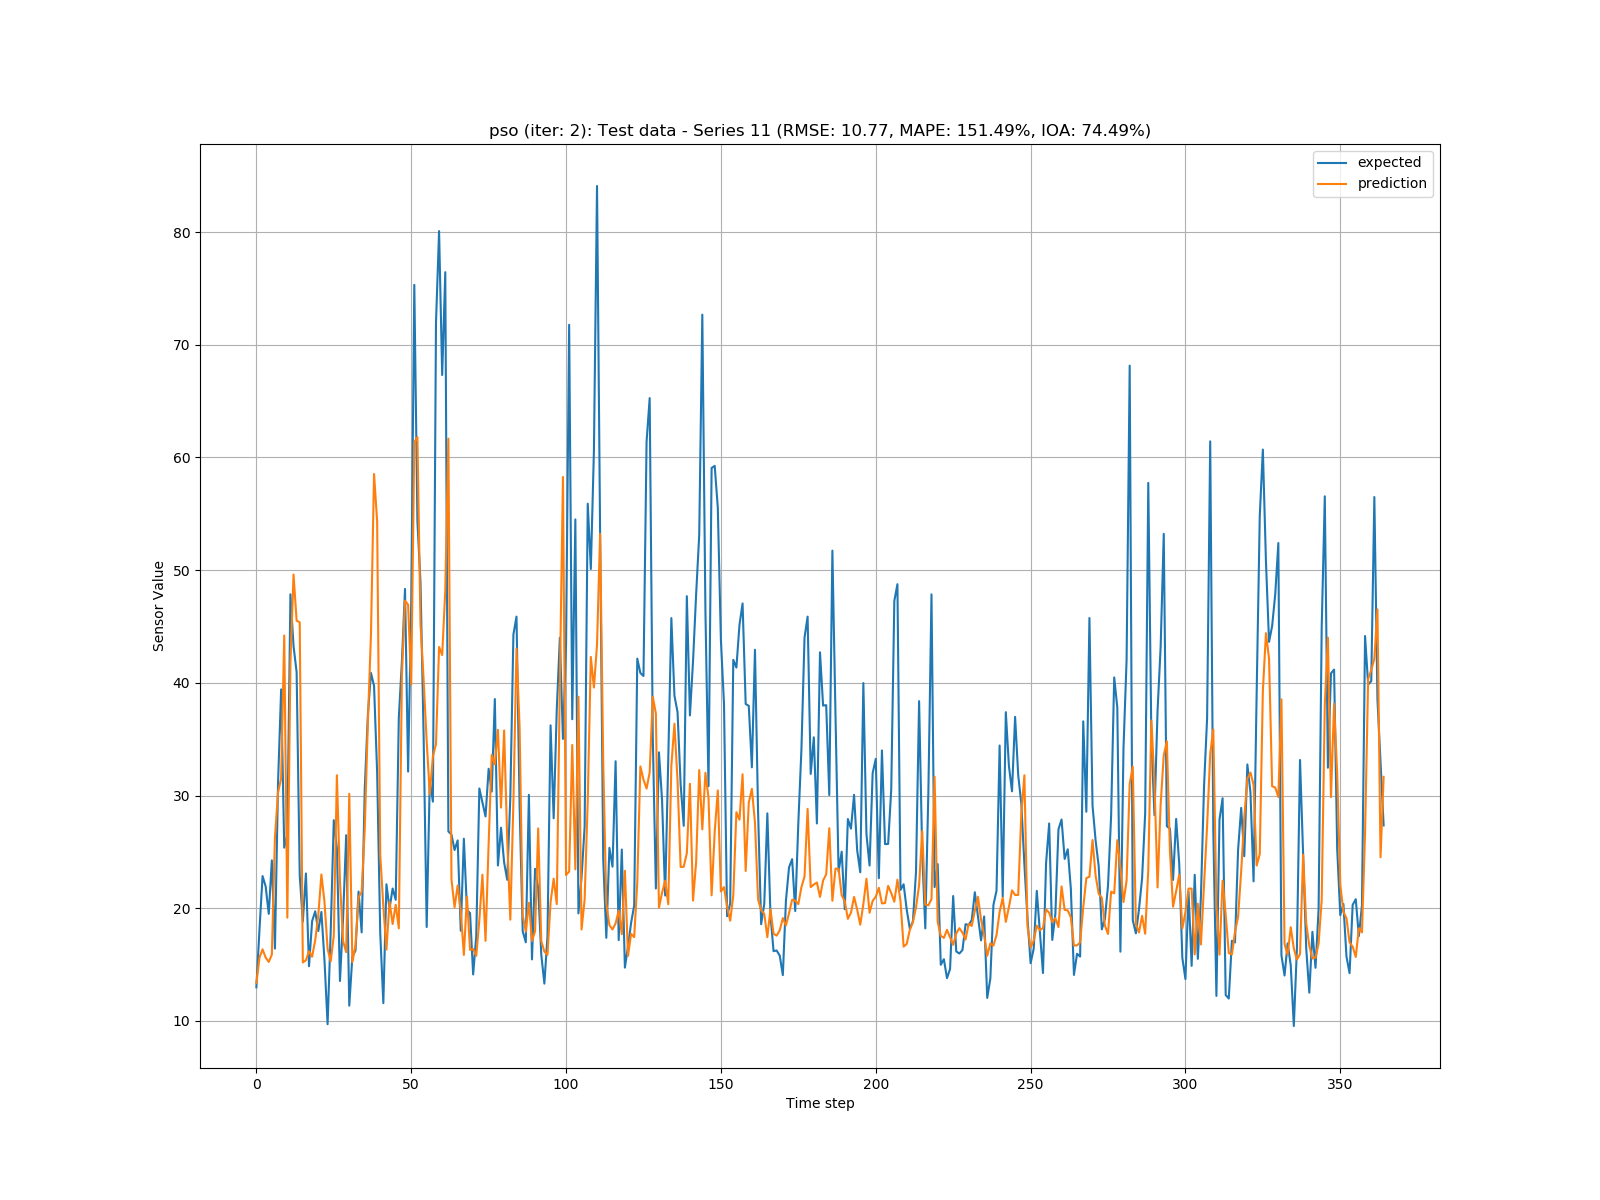 pso (iter: 2): Test data - Series 11 (RMSE: 10.77, MAPE: 151.49%, IOA: 74.49%)
expected
prediction
80
70
60
50
40
30
20
10
Sensor Value
0 50 100 150 200 250 300 350
Time step